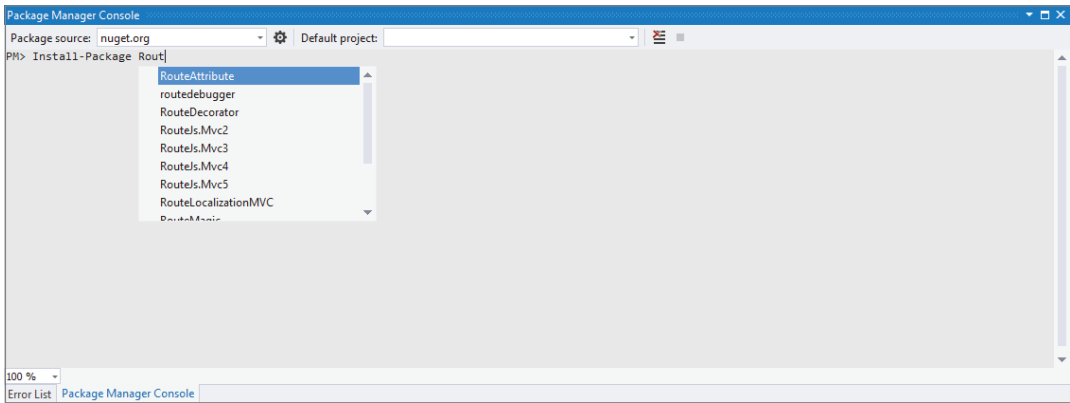 Package Manager Console
Package source: nuget.org Default project:
PM> Install-Package Rout
RouteAttribute
routedebugger
RouteDecorator
RouteJs.Mvc2
RouteJs.Mvc3
RouteJs.Mvc4
RouteJs.Mvc5
RouteLocalizationMVC
RouteMagic
100 %
Error List Package Manager Console